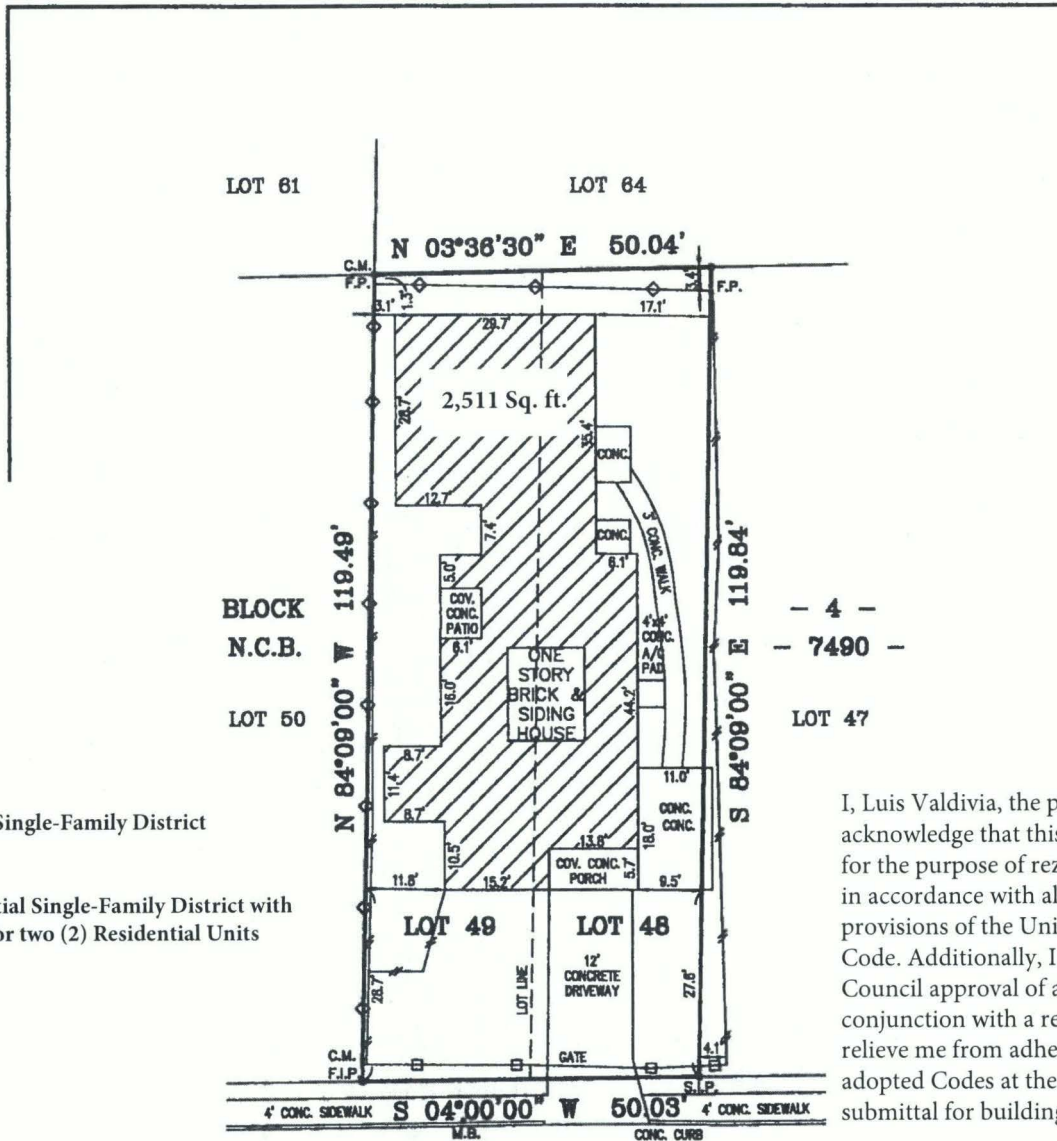 LOT 61
LOT 64
N 03°36'30" E 50.04'
C.M.
F.P.
F.P.
3.4'
1.3'
3.1'
29.7'
17.1'
2,511 Sq. ft.
28.7'
35.4'
CONC.
12.7'
7.4'
CONC.
3' CONC. WALK
6.1'
5.0'
COV.
CONC.
PATIO
6.1'
4'x4'
CONC.
A/C
PAD
N 84°09'00" W 119.49'
S 84°09'00" E 119.84'
BLOCK
- 4 -
N.C.B.
- 7490 -
LOT 50
LOT 47
ONE
STORY
BRICK &
SIDING
HOUSE
16.0'
44.2'
8.7'
11.4'
8.7'
10.5'
11.0'
CONC.
CONC.
18.0'
13.8'
COV. CONC.
PORCH
5.7'
11.8'
15.2'
9.5'
Single-Family District
tial Single-Family District with
or two (2) Residential Units
I, Luis Valdivia, the p
acknowledge that this
for the purpose of rez
in accordance with al
provisions of the Uni
Code. Additionally, I
Council approval of a
conjunction with a re
relieve me from adhe
adopted Codes at the
submittal for building
LOT 49
LOT 48
12'
CONCRETE
DRIVEWAY
28.7'
LOT LINE
27.6'
4.1'
GATE
C.M.
F.I.P.
S.I.P.
4' CONC. SIDEWALK S 04°00'00" W 50.03' 4' CONC. SIDEWALK
M.B.
CONC. CURB